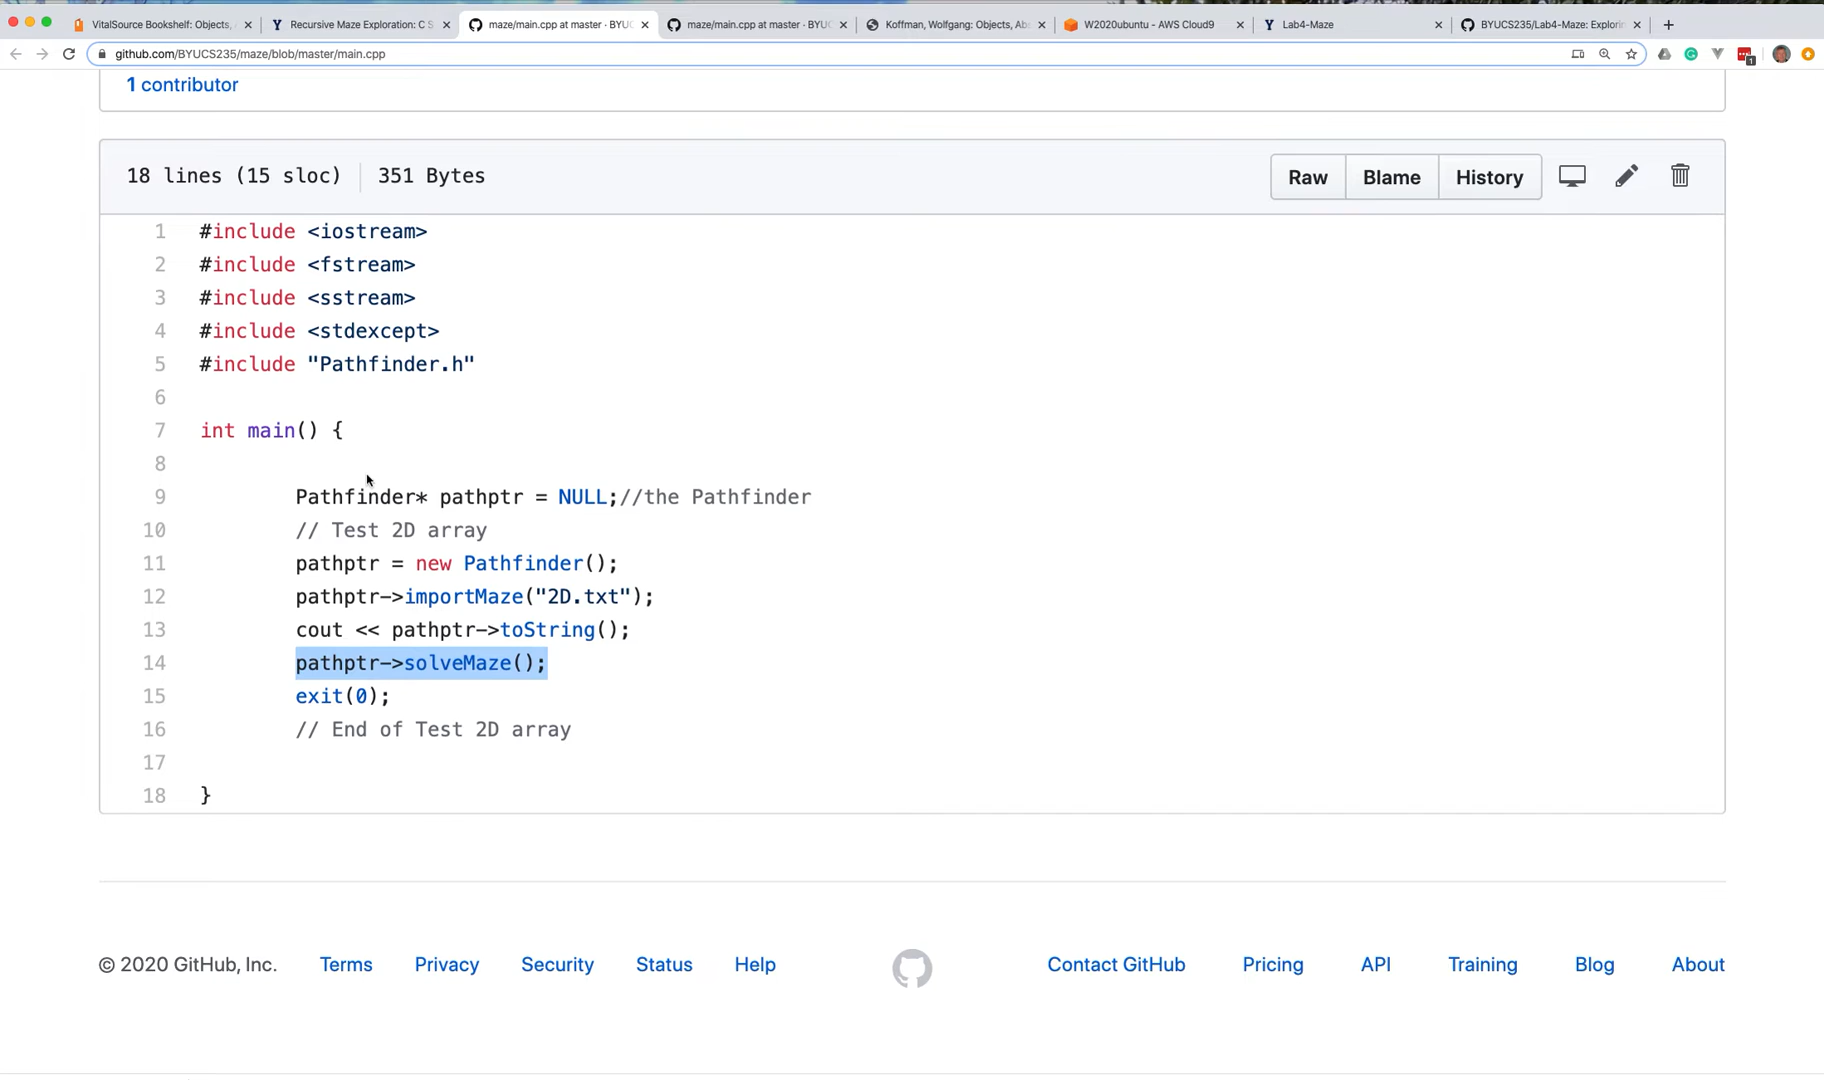 VitalSource Bookshelf: Objects, Recursive Maze Exploration: C S maze/main.cpp at master · BYUC maze/main.cpp at master · BYUC Koffman, Wolfgang: Objects, Ab W2020ubuntu - AWS Cloud9 Lab4-Maze BYUCS235/Lab4-Maze: Explorin
github.com/BYUCS235/maze/blob/master/main.cpp
1 contributor
18 lines (15 sloc) 351 Bytes Raw Blame History
1 #include <iostream>
2 #include <fstream>
3 #include <sstream>
4 #include <stdexcept>
5 #include "Pathfinder.h"
6
7 int main() {
8
9 Pathfinder* pathptr = NULL;//the Pathfinder
10 // Test 2D array
11 pathptr = new Pathfinder();
12 pathptr->importMaze("2D.txt");
13 cout << pathptr->toString();
14 pathptr->solveMaze();
15 exit(0);
16 // End of Test 2D array
17
18 }
© 2020 GitHub, Inc. Terms Privacy Security Status Help Contact GitHub Pricing API Training Blog About